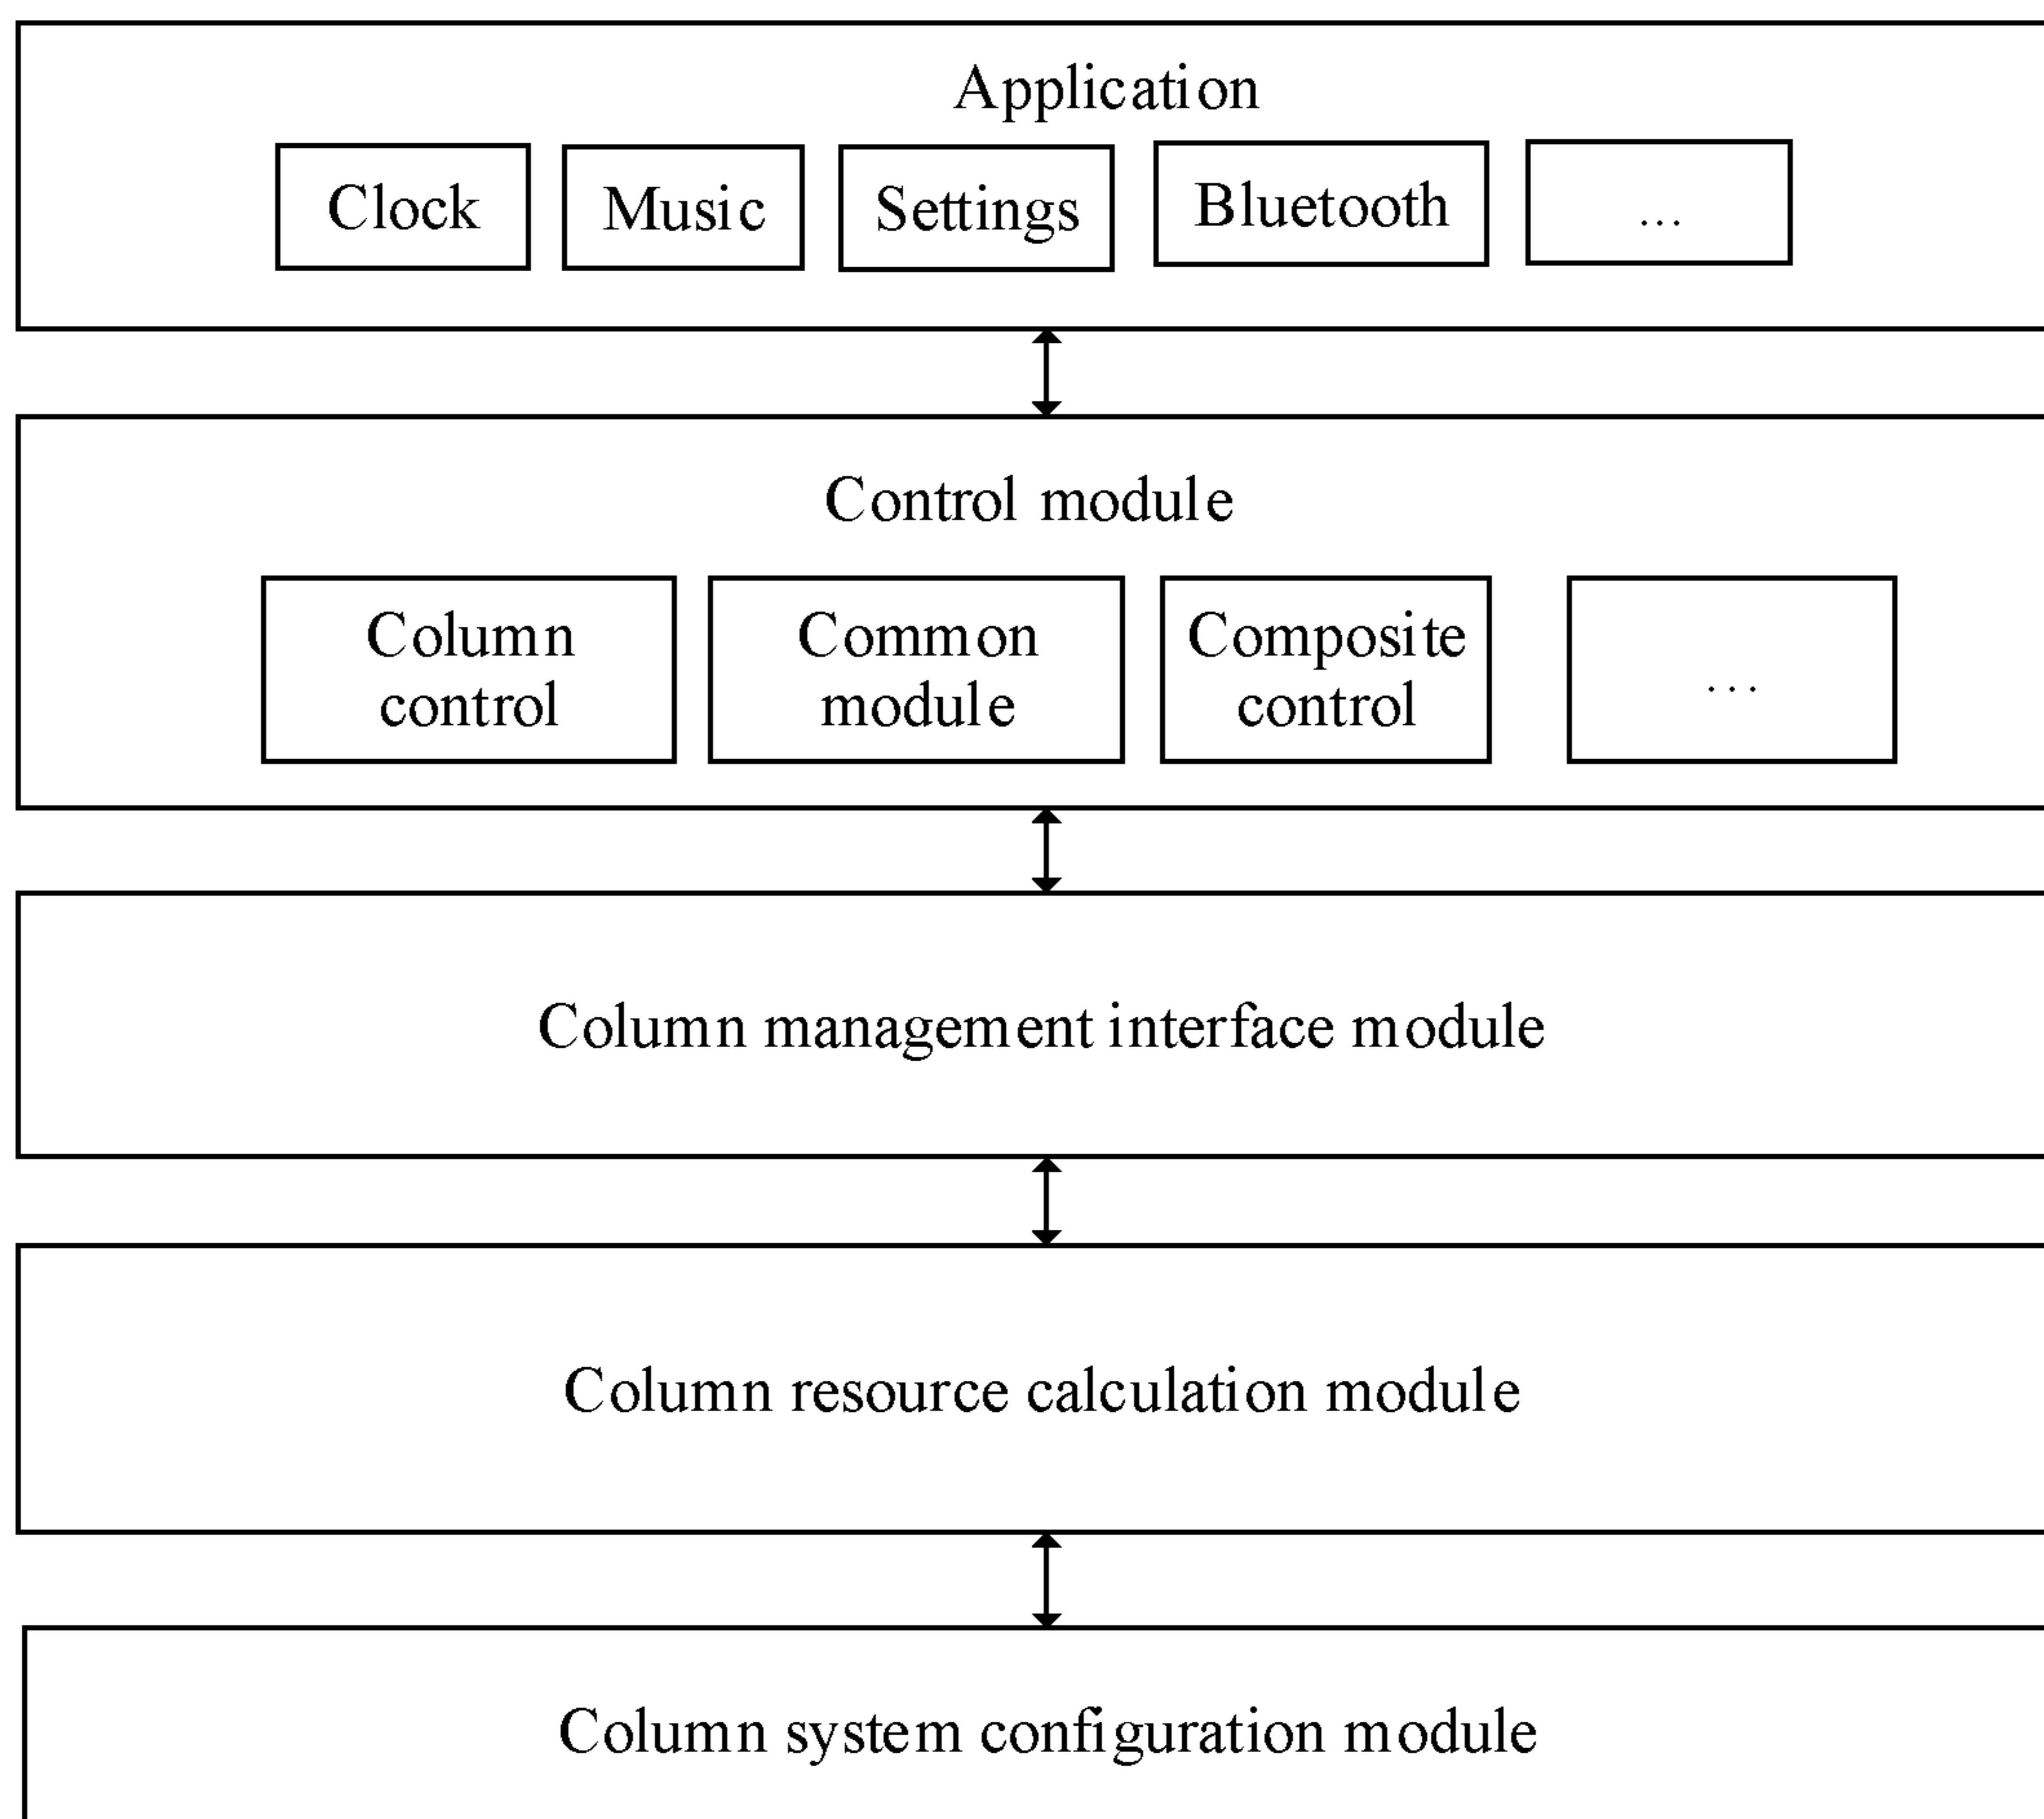 Application
Clock Music Settings Bluetooth ...
Control module
Column
control
Common
module
Composite
control
...
Column management interface module
Column resource calculation module
Column system configuration module